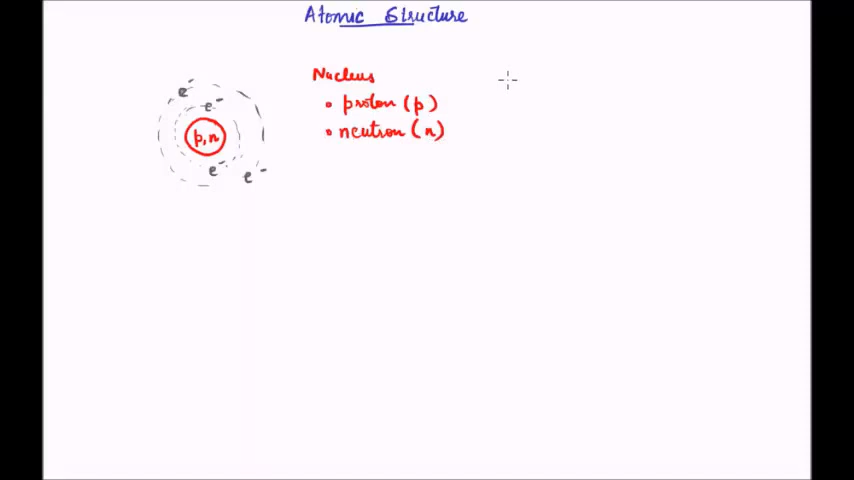 Atomic Structure
Nucleus
• proton (p)
• neutron (n)
e⁻
e⁻
p,n
e⁻
e⁻